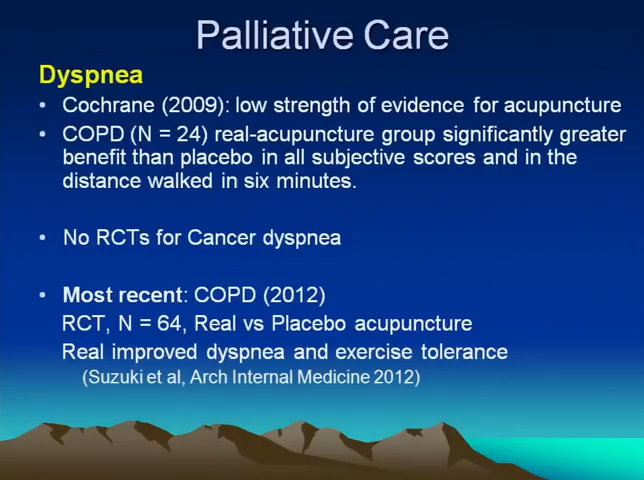 Palliative Care
Dyspnea
• Cochrane (2009): low strength of evidence for acupuncture
• COPD (N = 24) real-acupuncture group significantly greater
benefit than placebo in all subjective scores and in the
distance walked in six minutes.
• No RCTs for Cancer dyspnea
• Most recent: COPD (2012)
RCT, N = 64, Real vs Placebo acupuncture
Real improved dyspnea and exercise tolerance
(Suzuki et al, Arch Internal Medicine 2012)